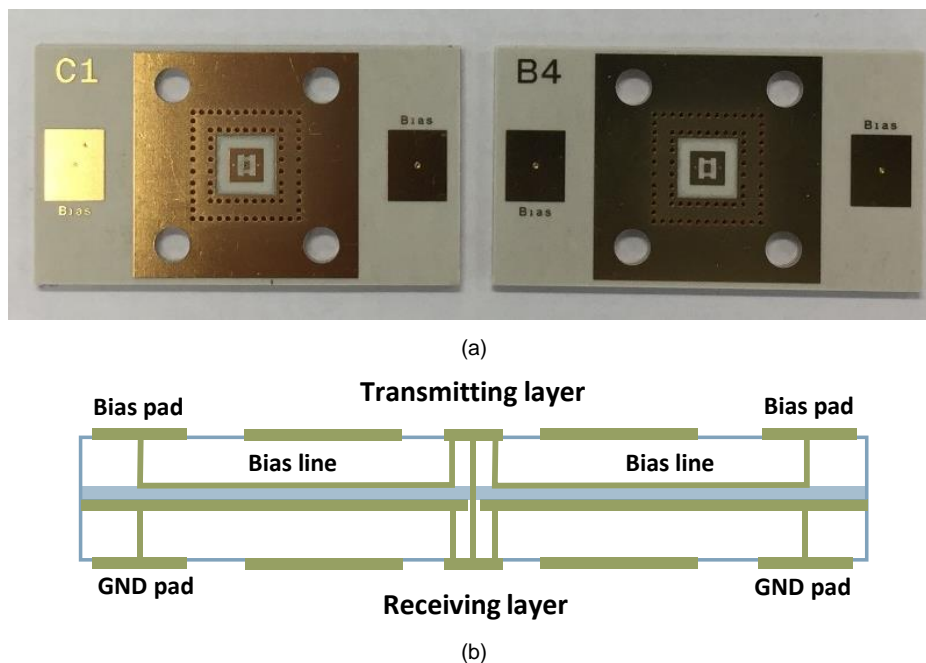 C1
Bias
Bias
B4
Bias
Bias
(a)
Transmitting layer
Bias pad
Bias pad
Bias line
Bias line
GND pad
GND pad
Receiving layer
(b)